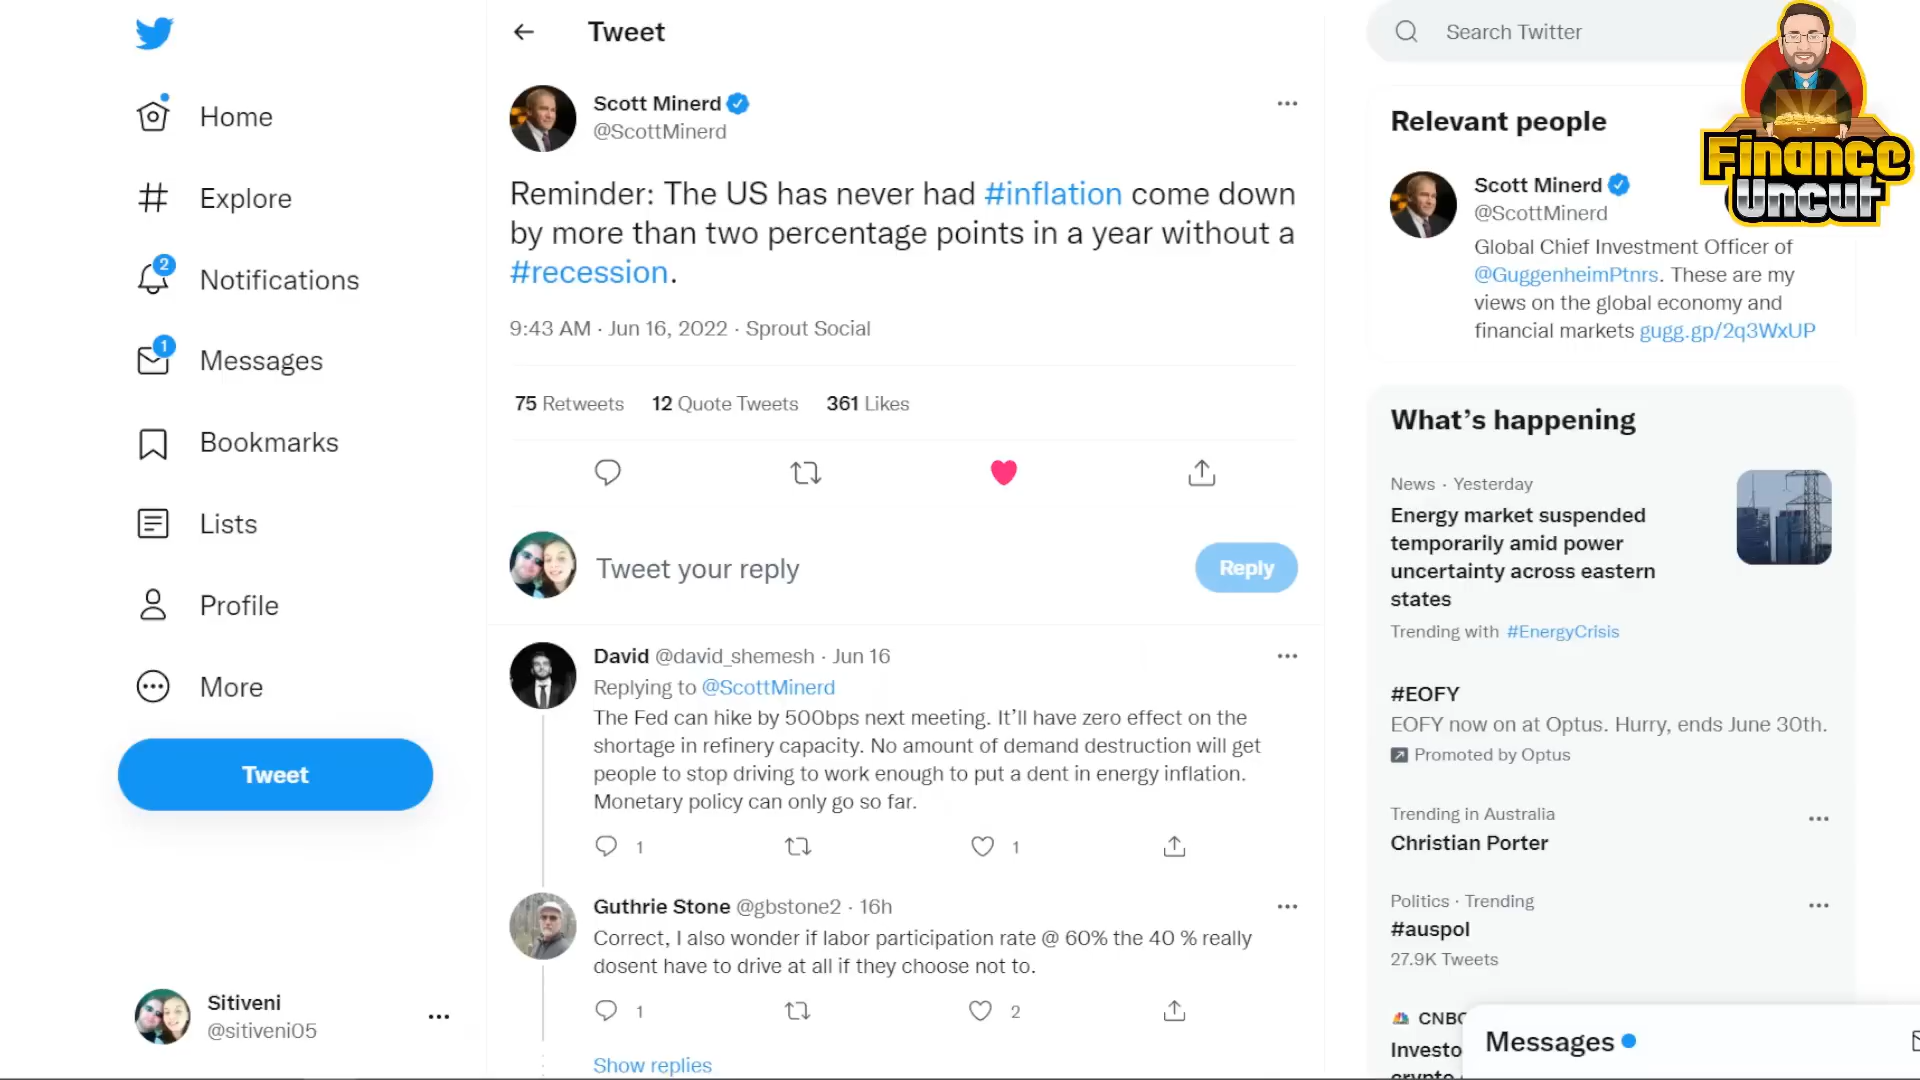 Home
Explore
2
Notifications
1
Messages
Bookmarks
Lists
Profile
More
Tweet
Sitiveni
@sitiveni05
Tweet
Scott Minerd
@ScottMinerd
Reminder: The US has never had #inflation come down
by more than two percentage points in a year without a
#recession.
9:43 AM · Jun 16, 2022 · Sprout Social
75 Retweets 12 Quote Tweets 361 Likes
Tweet your reply
Reply
David @david_shemesh · Jun 16
Replying to @ScottMinerd
The Fed can hike by 500bps next meeting. It’ll have zero effect on the
shortage in refinery capacity. No amount of demand destruction will get
people to stop driving to work enough to put a dent in energy inflation.
Monetary policy can only go so far.
1 1
Guthrie Stone @gbstone2 · 16h
Correct, I also wonder if labor participation rate @ 60% the 40 % really
dosent have to drive at all if they choose not to.
1 2
Show replies
Search Twitter
Finance
Uncut
Relevant people
Scott Minerd
@ScottMinerd
Global Chief Investment Officer of
@GuggenheimPtnrs. These are my
views on the global economy and
financial markets gugg.gp/2q3WxUP
What’s happening
News · Yesterday
Energy market suspended
temporarily amid power
uncertainty across eastern
states
Trending with #EnergyCrisis
#EOFY
EOFY now on at Optus. Hurry, ends June 30th.
Promoted by Optus
Trending in Australia
Christian Porter
Politics · Trending
#auspol
27.9K Tweets
CNBC
Investo
crypto
Messages